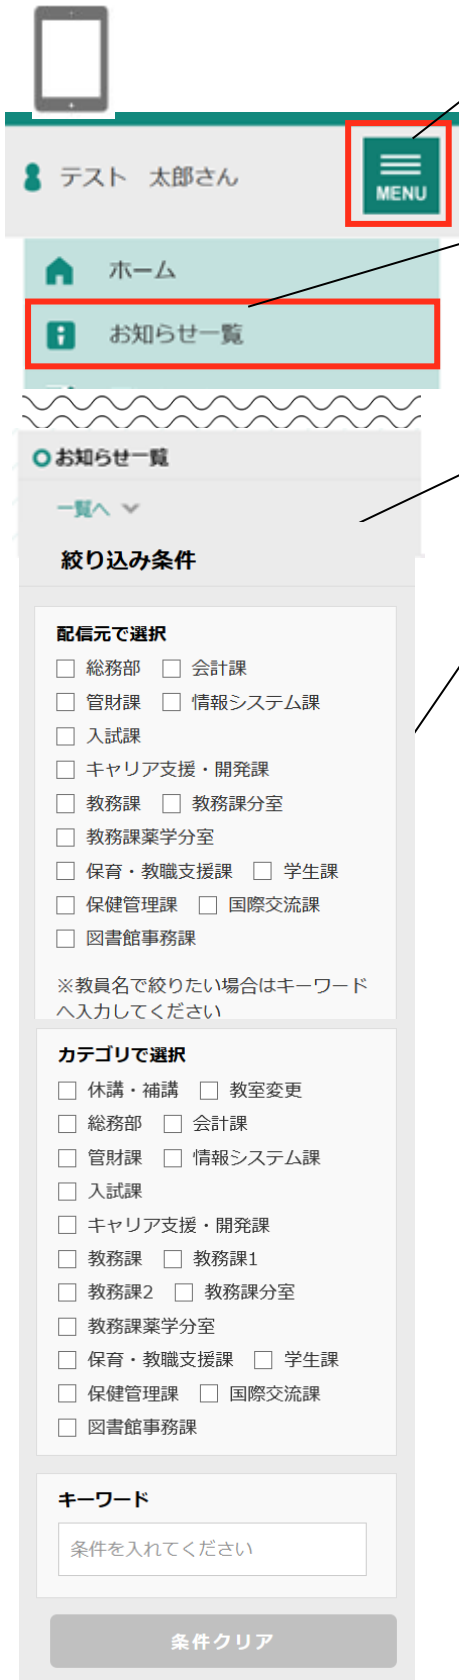 テスト 太郎さん
MENU
ホーム
お知らせ一覧
お知らせ一覧
一覧へ
絞り込み条件
配信元で選択
総務部 会計課
管財課 情報システム課
入試課
キャリア支援・開発課
教務課 教務課分室
教務課薬学分室
保育・教職支援課 学生課
保健管理課 国際交流課
図書館事務課
※教員名で絞りたい場合はキーワード
へ入力してください
カテゴリで選択
休講・補講 教室変更
総務部 会計課
管財課 情報システム課
入試課
キャリア支援・開発課
教務課 教務課1
教務課2 教務課分室
教務課薬学分室
保育・教職支援課 学生課
保健管理課 国際交流課
図書館事務課
キーワード
条件を入れてください
条件クリア